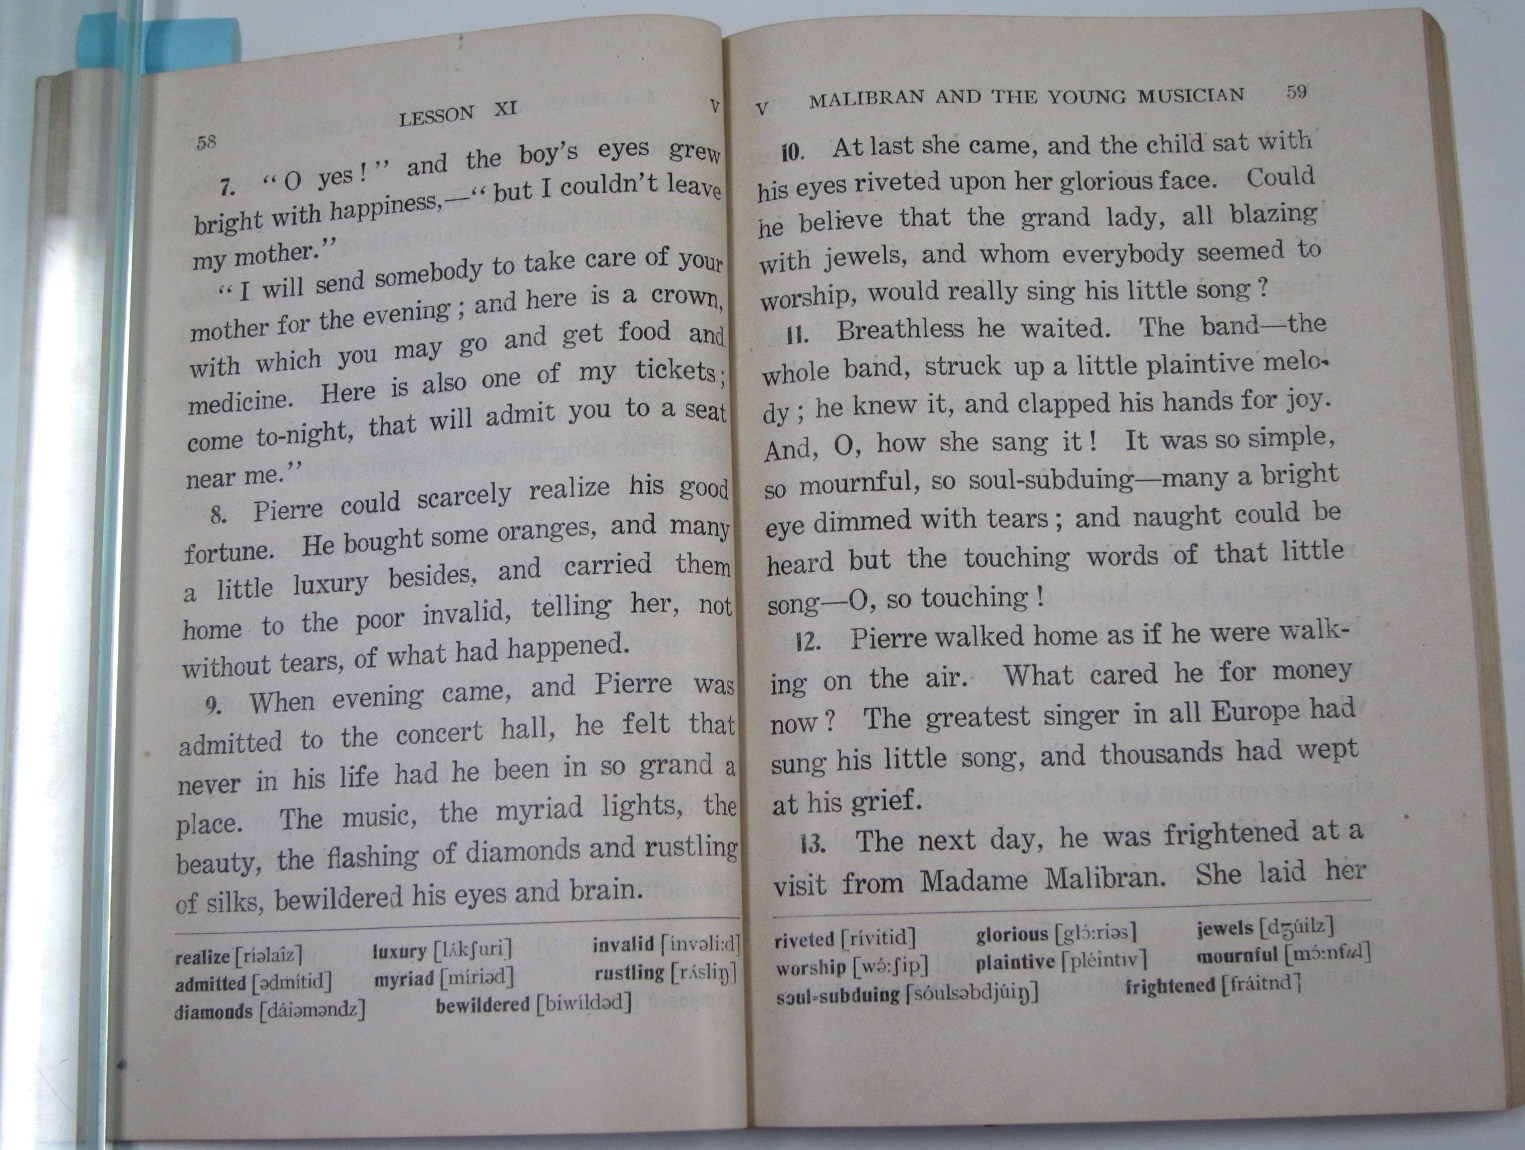 58
LESSON XI
V
7. “O yes!” and the boy’s eyes grew
bright with happiness,—“but I couldn’t leave
my mother.”
“I will send somebody to take care of your
mother for the evening; and here is a crown,
with which you may go and get food and
medicine. Here is also one of my tickets;
come to-night, that will admit you to a seat
near me.”
8. Pierre could scarcely realize his good
fortune. He bought some oranges, and many
a little luxury besides, and carried them
home to the poor invalid, telling her, not
without tears, of what had happened.
9. When evening came, and Pierre was
admitted to the concert hall, he felt that
never in his life had he been in so grand a
place. The music, the myriad lights, the
beauty, the flashing of diamonds and rustling
of silks, bewildered his eyes and brain.
realize [ríəlaiz] luxury [lʌ́kʃuri] invalid [ínvəli:d]
admitted [ədmítid] myriad [míriəd] rustling [rʌ́sliŋ]
diamonds [dáiəməndz] bewildered [biwíldəd]
V MALIBRAN AND THE YOUNG MUSICIAN 59
10. At last she came, and the child sat with
his eyes riveted upon her glorious face. Could
he believe that the grand lady, all blazing
with jewels, and whom everybody seemed to
worship, would really sing his little song?
11. Breathless he waited. The band—the
whole band, struck up a little plaintive melo-
dy; he knew it, and clapped his hands for joy.
And, O, how she sang it! It was so simple,
so mournful, so soul-subduing—many a bright
eye dimmed with tears; and naught could be
heard but the touching words of that little
song—O, so touching!
12. Pierre walked home as if he were walk-
ing on the air. What cared he for money
now? The greatest singer in all Europe had
sung his little song, and thousands had wept
at his grief.
13. The next day, he was frightened at a
visit from Madame Malibran. She laid her
riveted [rívitid] glorious [glɔ́:riəs] jewels [dʒúilz]
worship [wə́:ʃip] plaintive [pléintiv] mournful [mɔ́:nful]
soul-subduing [sóulsəbdjúiŋ] frightened [fráitnd]